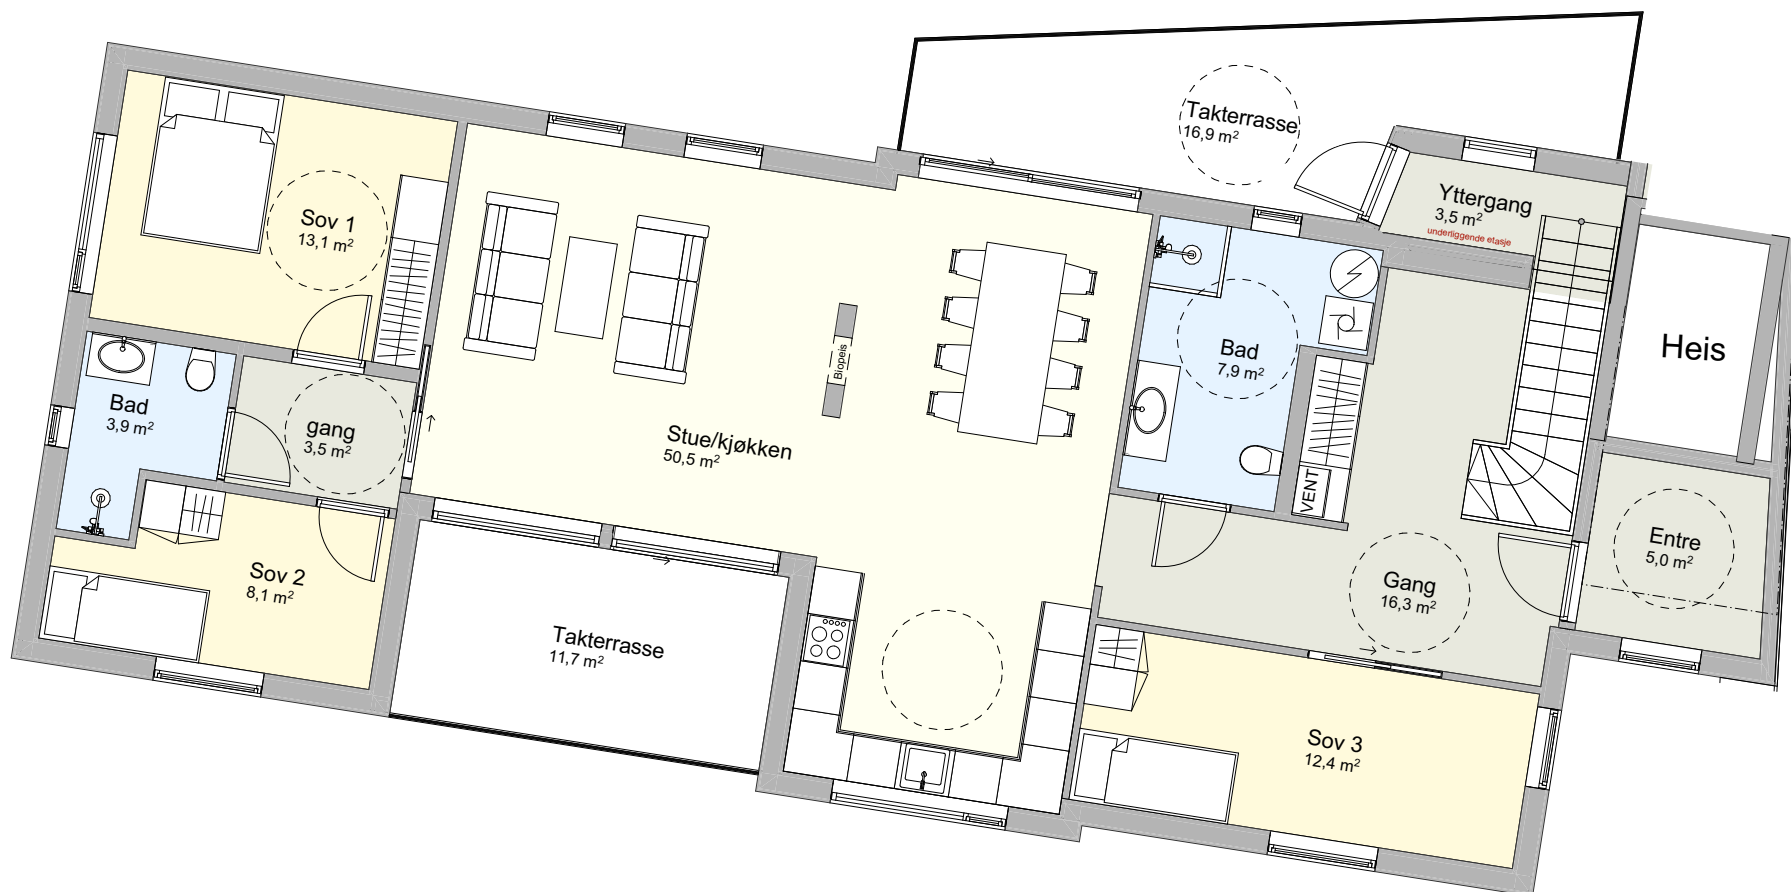 Takterrasse
16,9 m²
Yttergang
3,5 m²
underliggende etasje
Sov 1
13,1 m²
Heis
Biopeis
Bad
7,9 m²
Bad
3,9 m²
gang
3,5 m²
Stue/kjøkken
50,5 m²
VENT
Entre
5,0 m²
Sov 2
8,1 m²
Gang
16,3 m²
Takterrasse
11,7 m²
Sov 3
12,4 m²